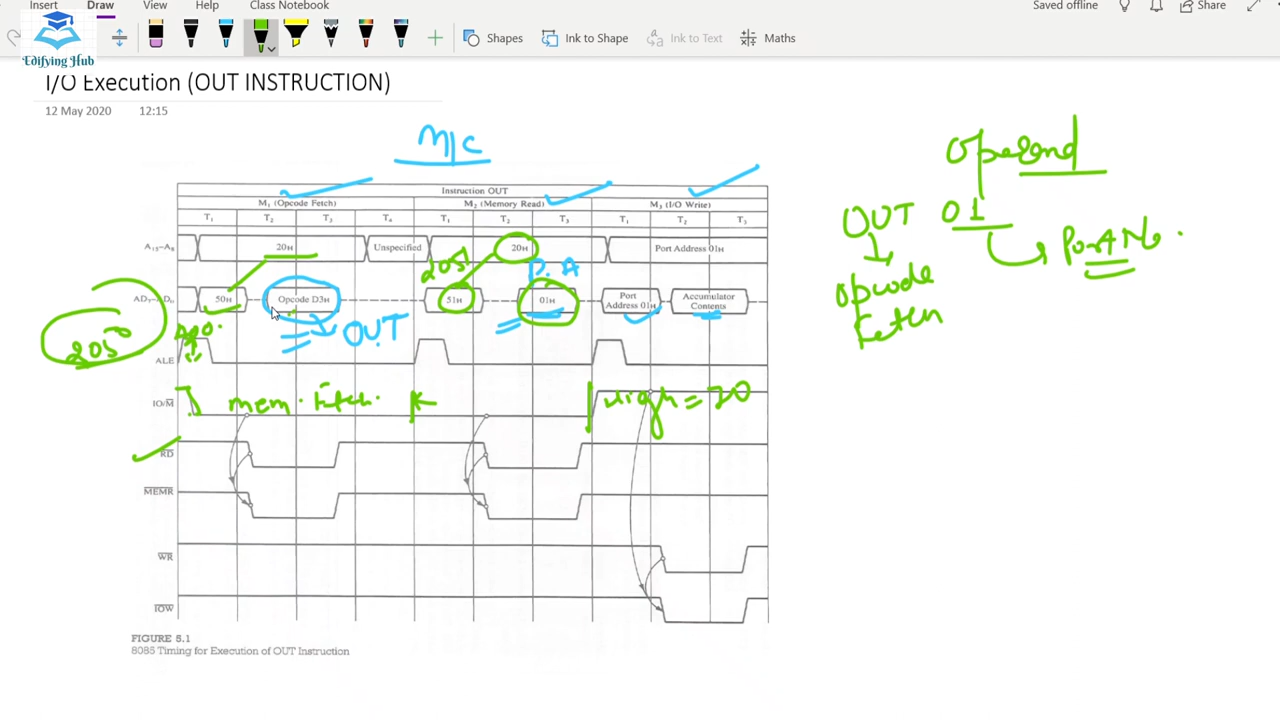 Insert Draw View Help Class Notebook Saved offline Share
Shapes Ink to Shape Ink to Text Maths
Edifying Hub
I/O Execution (OUT INSTRUCTION)
12 May 2020 12:15
M/C
Operand
Instruction OUT
M₁ (Opcode Fetch) M₂ (Memory Read) M₃ (I/O Write)
T₁ T₂ T₃ T₄ T₁ T₂ T₃ T₁ T₂ T₃
OUT 01
Port No.
opcode
Fetch
A₁₅–A₈ 20H Unspecified 20H Port Address 01H
2051 P.A
AD₇–AD₀ 50H Opcode D3H 51H 01H Port Address 01H Accumulator Contents
2050 OUT
ALE
IO/M̅ mem. Fetch. High = IO
R̅D̅
M̅E̅M̅R̅
W̅R̅
I̅O̅W̅
FIGURE 5.1
8085 Timing for Execution of OUT Instruction